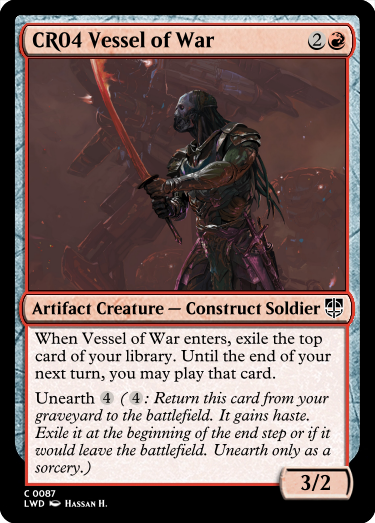 CR04 Vessel of War 2
Artifact Creature — Construct Soldier
When Vessel of War enters, exile the top
card of your library. Until the end of your
next turn, you may play that card.
Unearth 4 ( 4 : Return this card from your
graveyard to the battlefield. It gains haste.
Exile it at the beginning of the end step or if it
would leave the battlefield. Unearth only as a
sorcery.)
3/2
C 0087
LWD Hassan H.